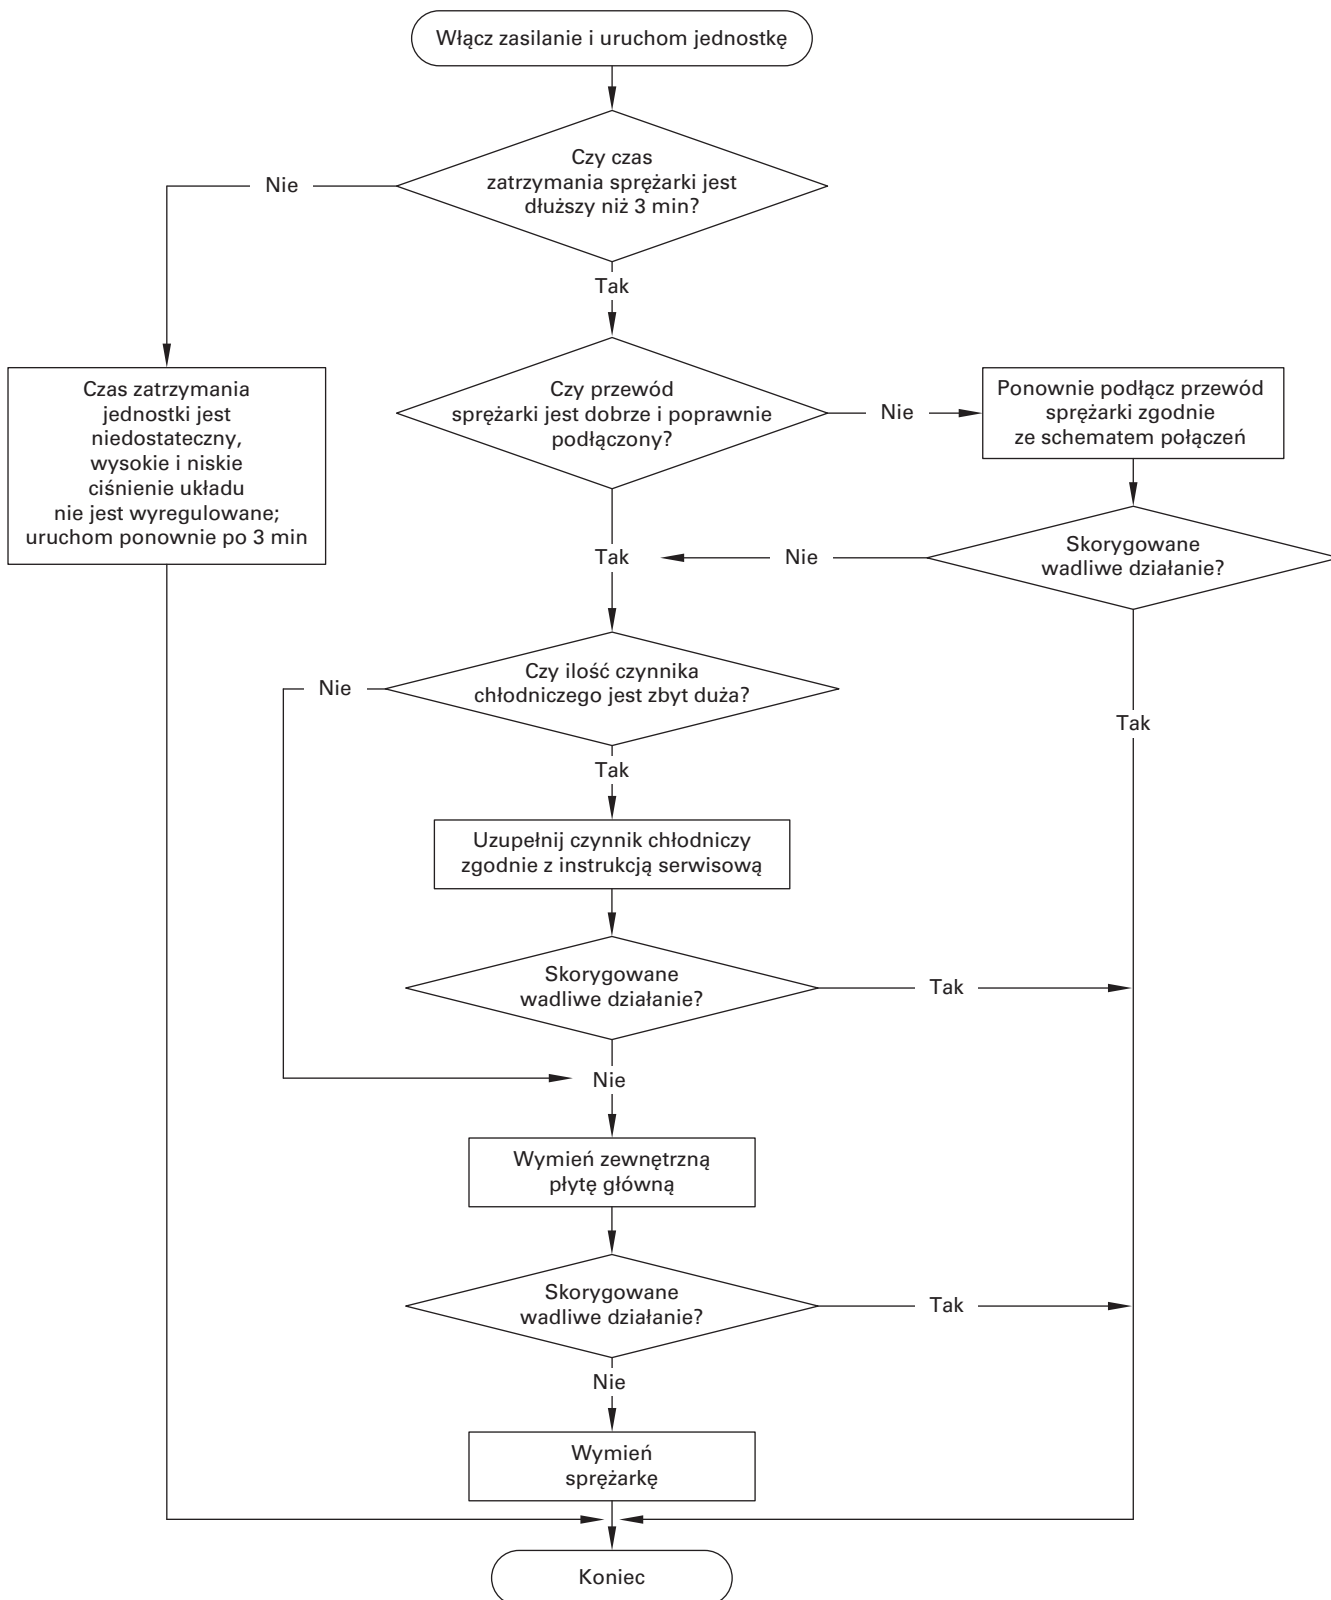 Włącz zasilanie i uruchom jednostkę
Czy czas
zatrzymania sprężarki jest
dłuższy niż 3 min?
Nie
Tak
Czas zatrzymania
jednostki jest
niedostateczny,
wysokie i niskie
ciśnienie układu
nie jest wyregulowane;
uruchom ponownie po 3 min
Czy przewód
sprężarki jest dobrze i poprawnie
podłączony?
Nie
Ponownie podłącz przewód
sprężarki zgodnie
ze schematem połączeń
Tak
Nie
Skorygowane
wadliwe działanie?
Tak
Czy ilość czynnika
chłodniczego jest zbyt duża?
Nie
Tak
Uzupełnij czynnik chłodniczy
zgodnie z instrukcją serwisową
Skorygowane
wadliwe działanie?
Tak
Nie
Wymień zewnętrzną
płytę główną
Skorygowane
wadliwe działanie?
Tak
Nie
Wymień
sprężarkę
Koniec